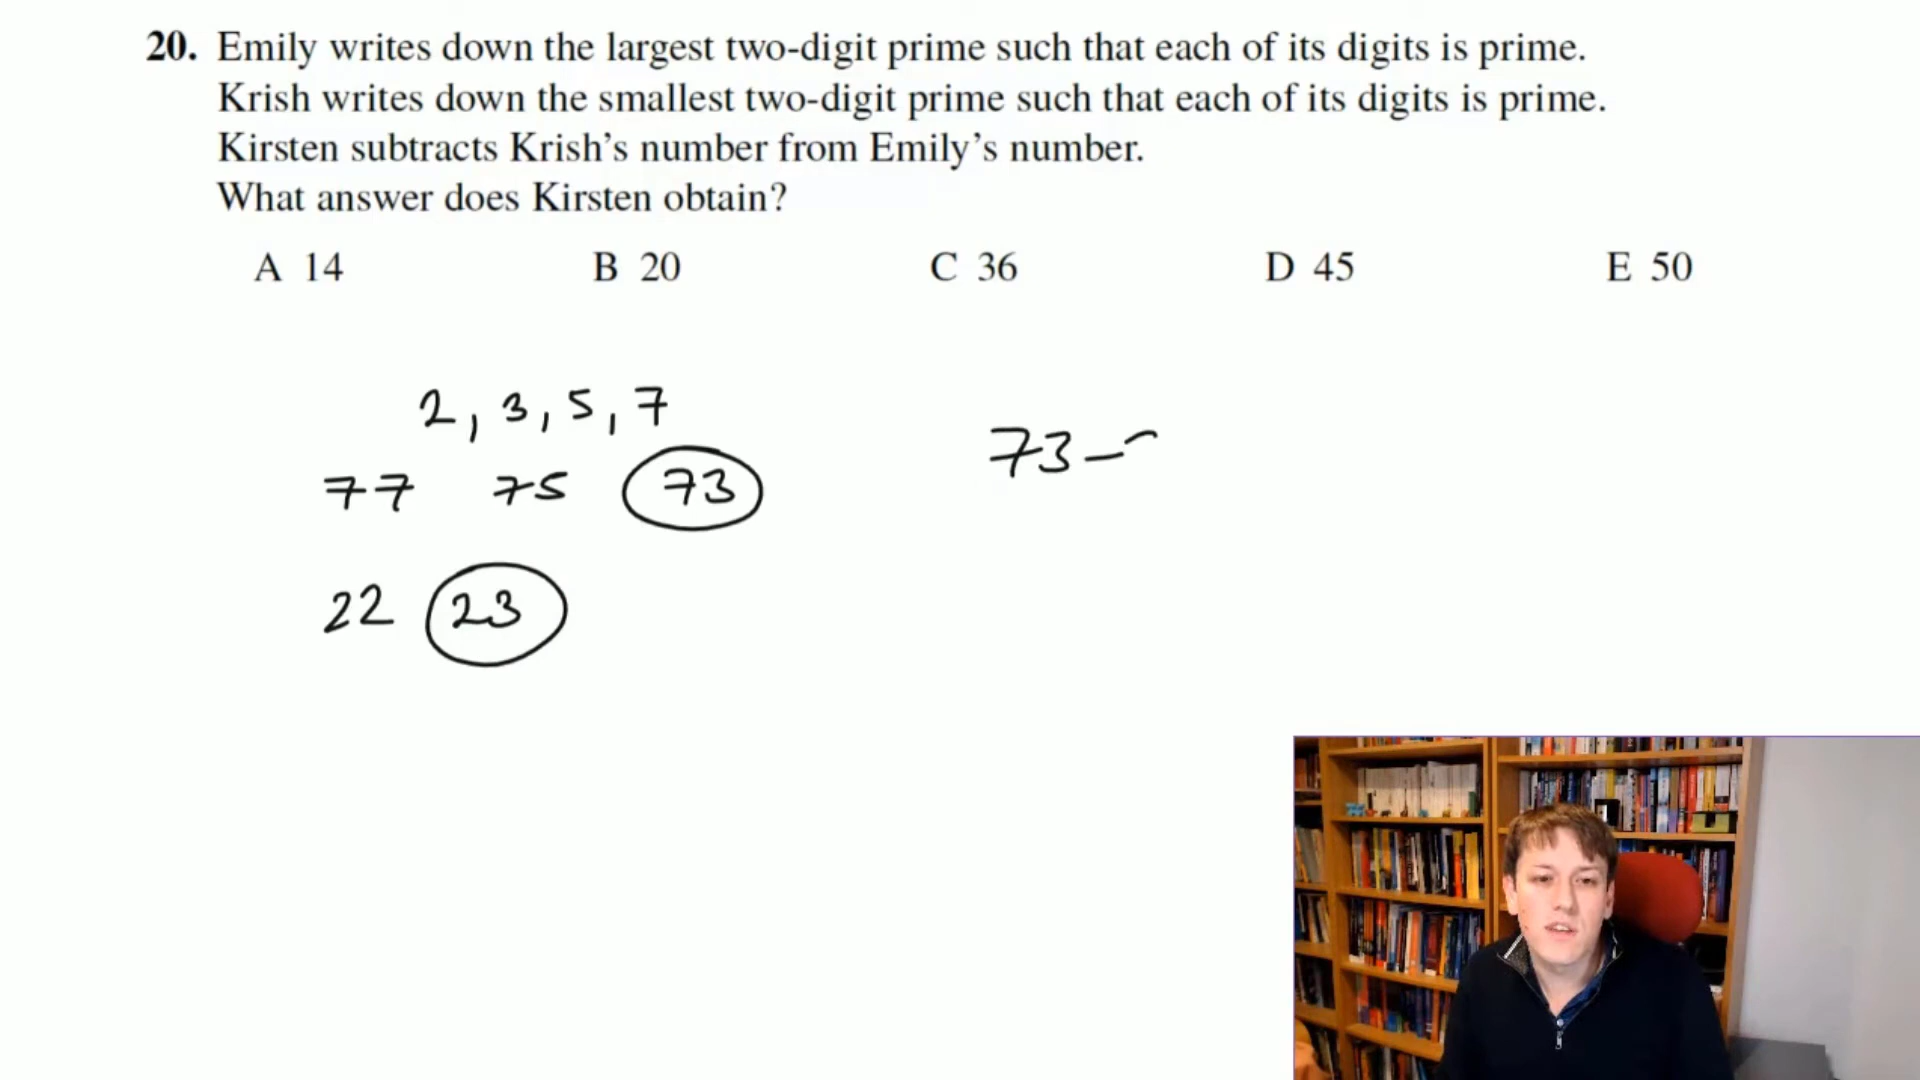 20. Emily writes down the largest two-digit prime such that each of its digits is prime.
Krish writes down the smallest two-digit prime such that each of its digits is prime.
Kirsten subtracts Krish’s number from Emily’s number.
What answer does Kirsten obtain?
A 14 B 20 C 36 D 45 E 50
2, 3, 5, 7
77 75 73
73-
22 23